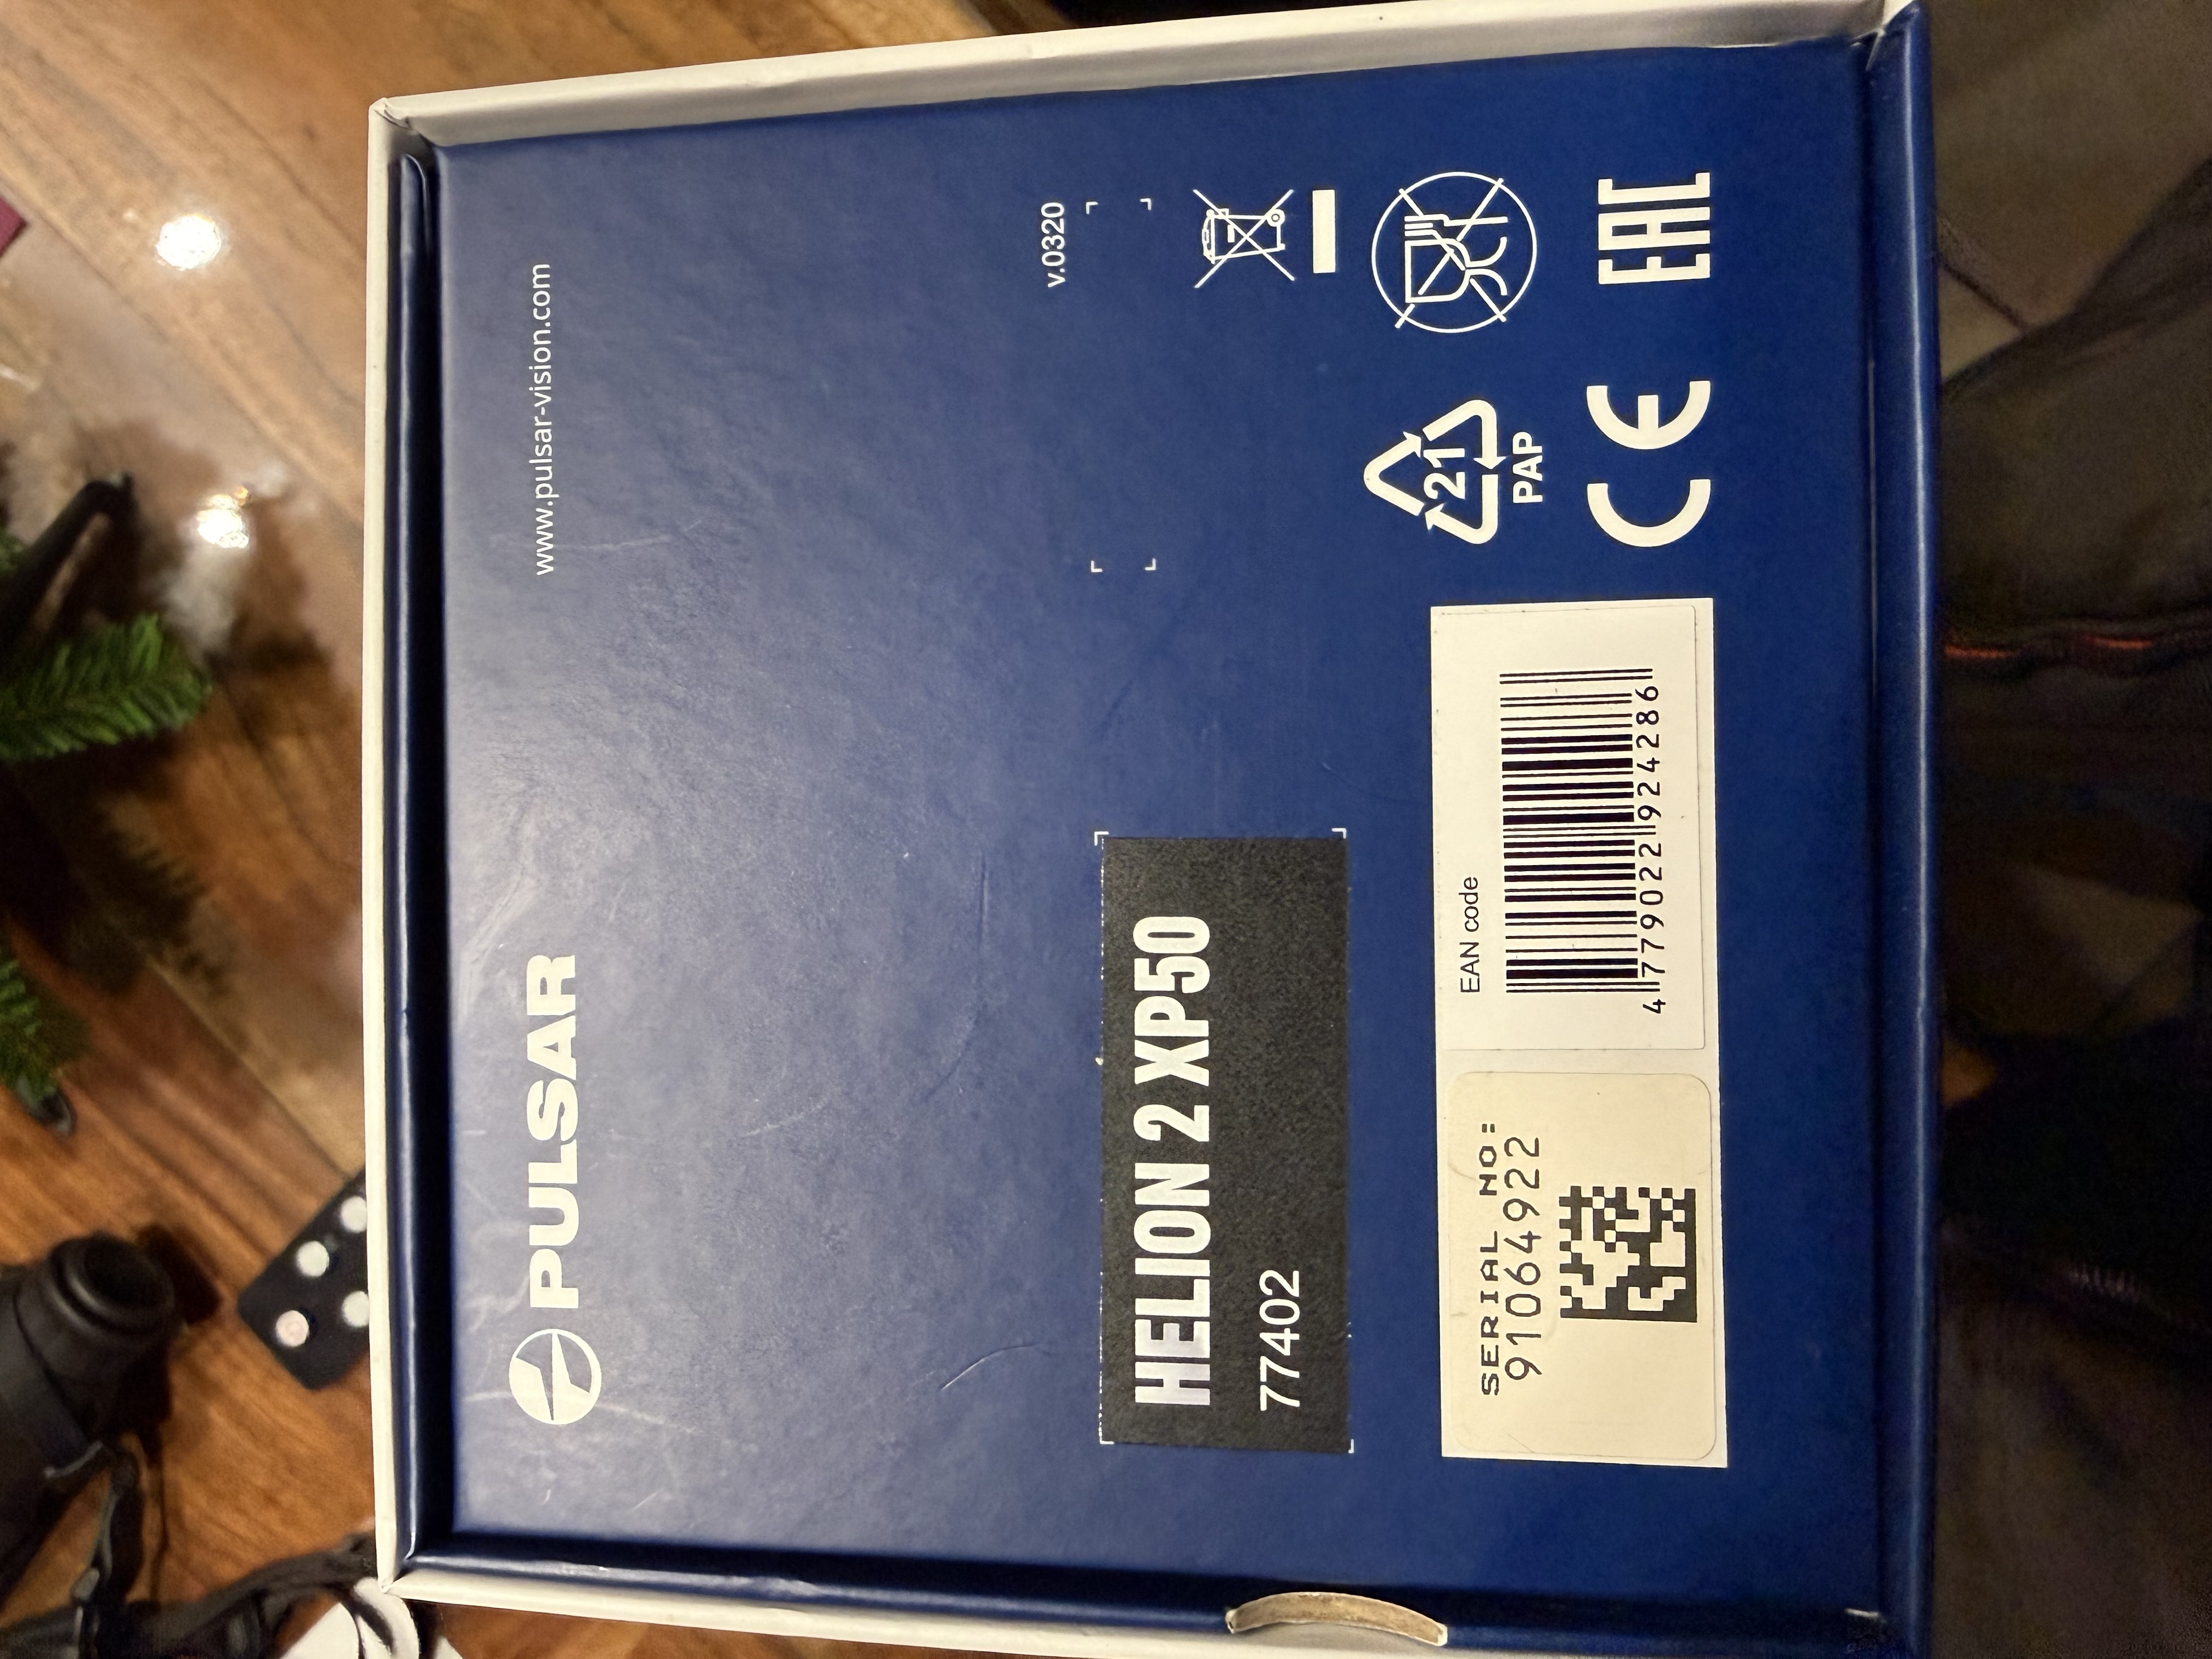 PULSAR
www.pulsar-vision.com
v.0320
HELION 2 XP50
77402
SERIAL NO:
91064922
EAN code
4 779022 924286
21
PAP
CE
EAC